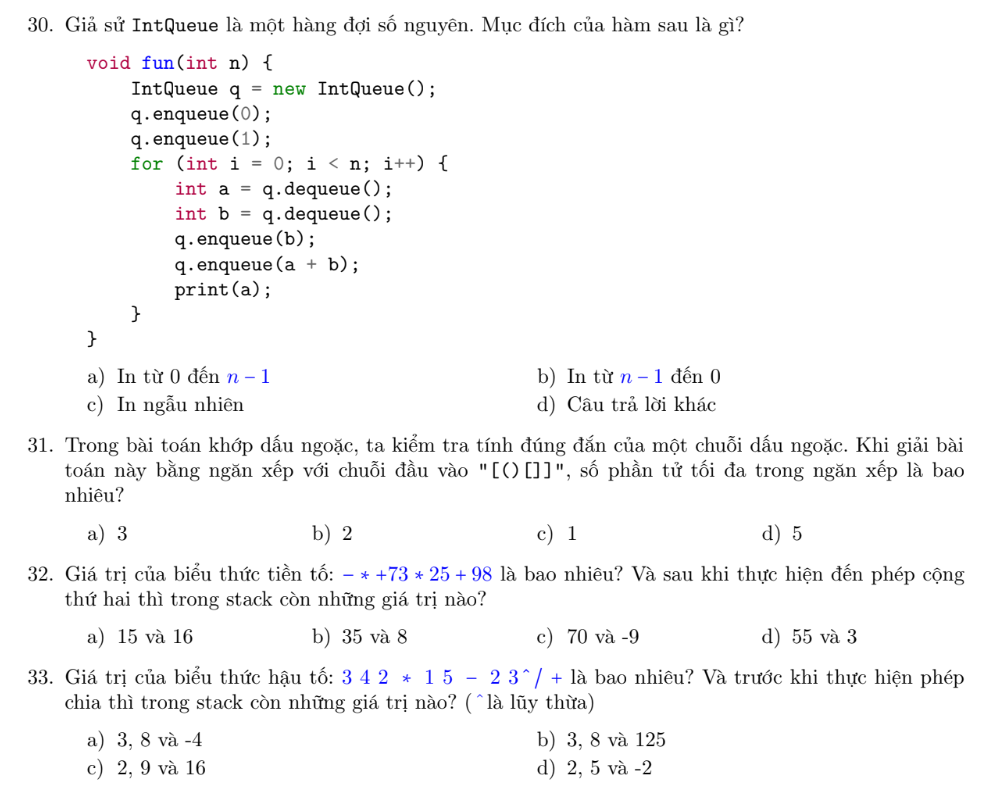 30. Giả sử IntQueue là một hàng đợi số nguyên. Mục đích của hàm sau là gì?
void fun(int n) {
IntQueue q = new IntQueue();
q.enqueue(0);
q.enqueue(1);
for (int i = 0; i < n; i++) {
int a = q.dequeue();
int b = q.dequeue();
q.enqueue(b);
q.enqueue(a + b);
print(a);
}
}
a) In từ 0 đến n − 1 b) In từ n − 1 đến 0
c) In ngẫu nhiên d) Câu trả lời khác
31. Trong bài toán khớp dấu ngoặc, ta kiểm tra tính đúng đắn của một chuỗi dấu ngoặc. Khi giải bài
toán này bằng ngăn xếp với chuỗi đầu vào "[()[]]", số phần tử tối đa trong ngăn xếp là bao
nhiêu?
a) 3 b) 2 c) 1 d) 5
32. Giá trị của biểu thức tiền tố: − ∗ +73 ∗ 25 + 98 là bao nhiêu? Và sau khi thực hiện đến phép cộng
thứ hai thì trong stack còn những giá trị nào?
a) 15 và 16 b) 35 và 8 c) 70 và -9 d) 55 và 3
33. Giá trị của biểu thức hậu tố: 3 4 2 ∗ 1 5 − 2 3ˆ/ + là bao nhiêu? Và trước khi thực hiện phép
chia thì trong stack còn những giá trị nào? ( ˆ là lũy thừa)
a) 3, 8 và -4 b) 3, 8 và 125
c) 2, 9 và 16 d) 2, 5 và -2